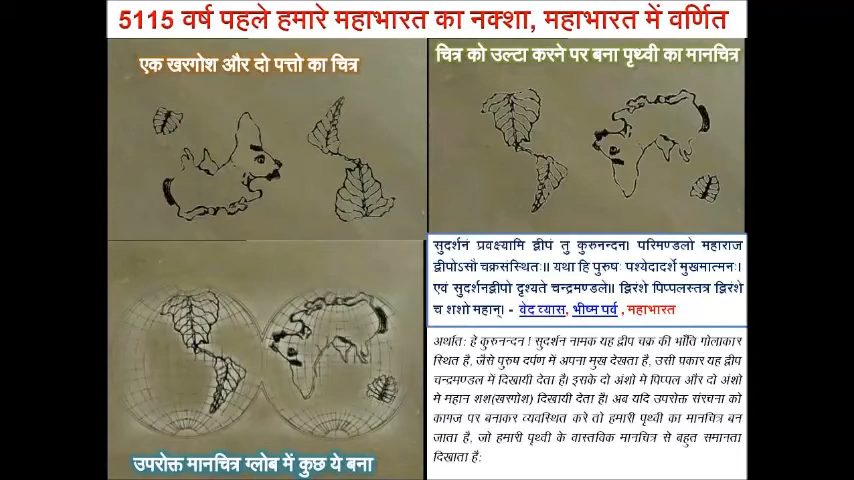 5115 वर्ष पहले हमारे महाभारत का नक्शा, महाभारत में वर्णित
एक खरगोश और दो पत्तो का चित्र
चित्र को उल्टा करने पर बना पृथ्वी का मानचित्र
उपरोक्त मानचित्र ग्लोब में कुछ ये बना
सुदर्शनं प्रवक्ष्यामि द्वीपं तु कुरुनन्दन। परिमण्डलो महाराज
द्वीपोऽसौ चक्रसंस्थितः॥ यथा हि पुरुषः पश्येदादर्शे मुखमात्मनः।
एवं सुदर्शनद्वीपो दृश्यते चन्द्रमण्डले॥ द्विरंशे पिप्पलस्तत्र द्विरंशे
च शशो महान्। - वेद व्यास, भीष्म पर्व , महाभारत
अर्थात: हे कुरुनन्दन ! सुदर्शन नामक यह द्वीप चक्र की भाँति गोलाकार
स्थित है, जैसे पुरुष दर्पण में अपना मुख देखता है, उसी प्रकार यह द्वीप
चन्द्रमण्डल में दिखायी देता है। इसके दो अंशो मे पिप्पल और दो अंशो
मे महान शश(खरगोश) दिखायी देता है। अब यदि उपरोक्त संरचना को
कागज पर बनाकर व्यवस्थित करे तो हमारी पृथ्वी का मानचित्र बन
जाता है, जो हमारी पृथ्वी के वास्तविक मानचित्र से बहुत समानता
दिखाता है: